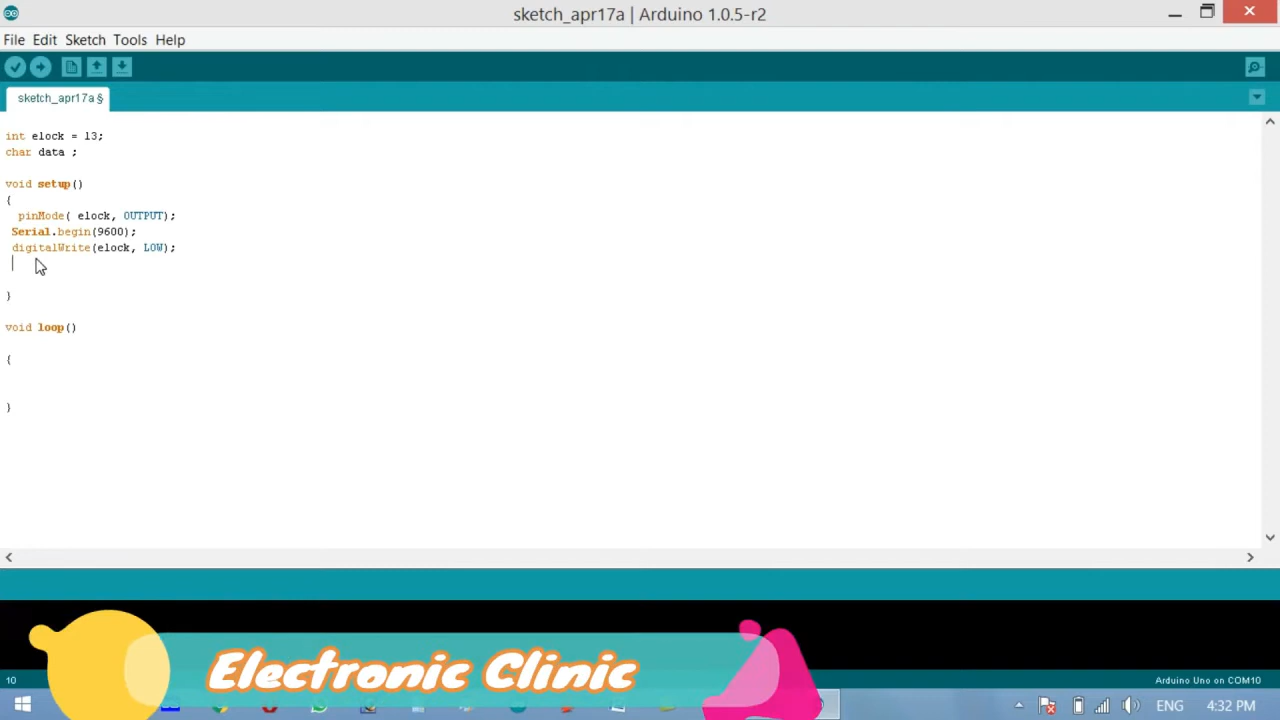 sketch_apr17a | Arduino 1.0.5-r2
File Edit Sketch Tools Help
sketch_apr17a §
int elock = 13;
char data ;
void setup()
{
pinMode( elock, OUTPUT);
Serial.begin(9600);
digitalWrite(elock, LOW);
}
void loop()
{
}
Electronic Clinic
10
Arduino Uno on COM10
ENG
4:32 PM